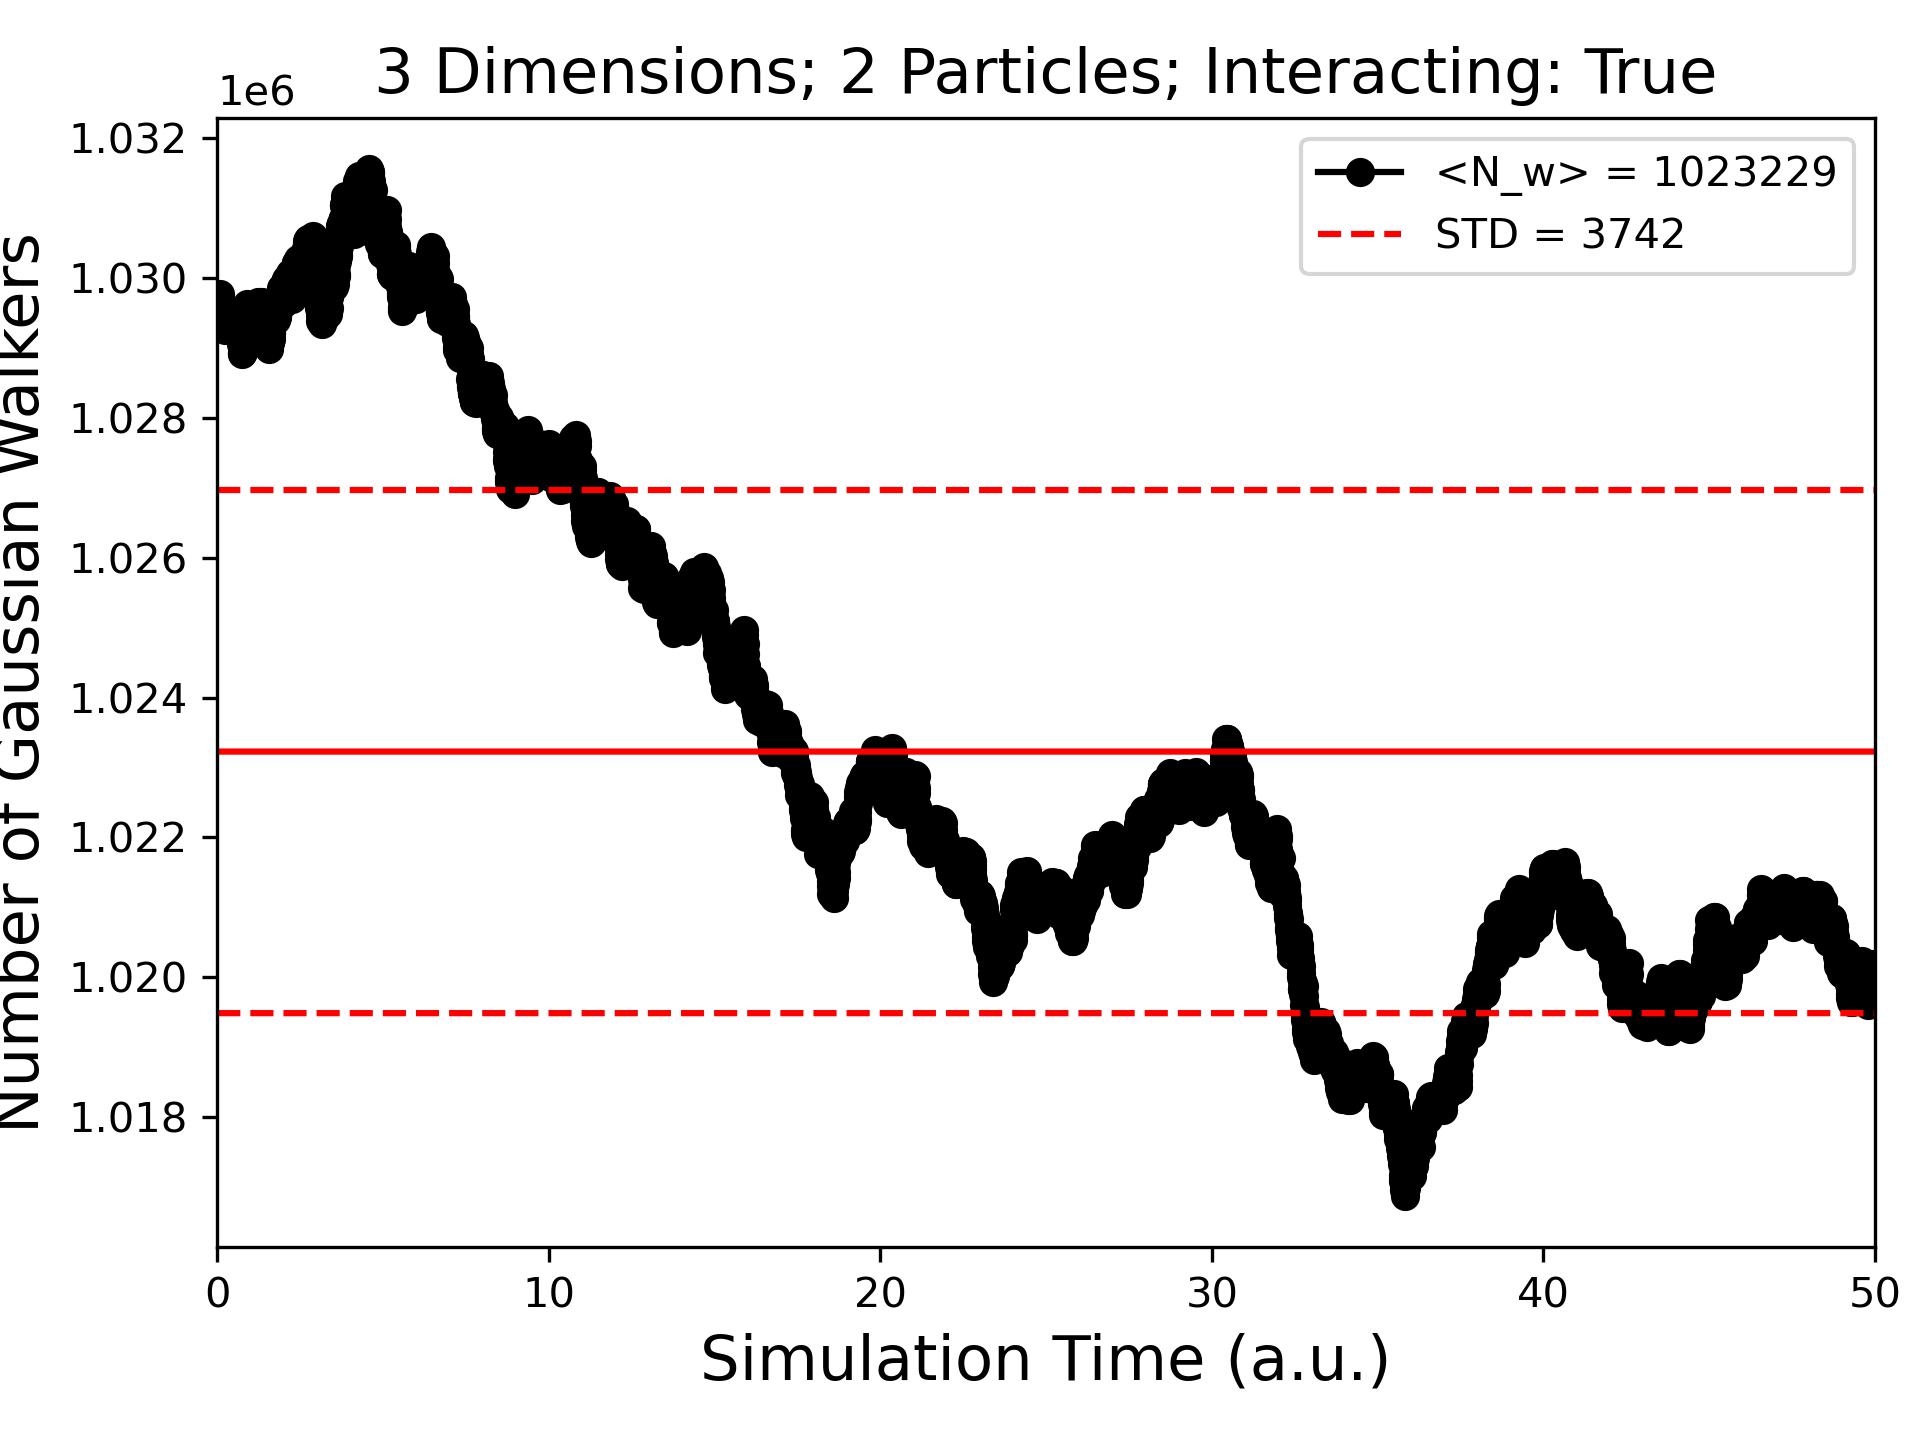 3 Dimensions; 2 Particles; Interacting: True
1e6
<N_w> = 1023229
STD = 3742
Number of Gaussian Walkers
1.032
1.030
1.028
1.026
1.024
1.022
1.020
1.018
0 10 20 30 40 50
Simulation Time (a.u.)